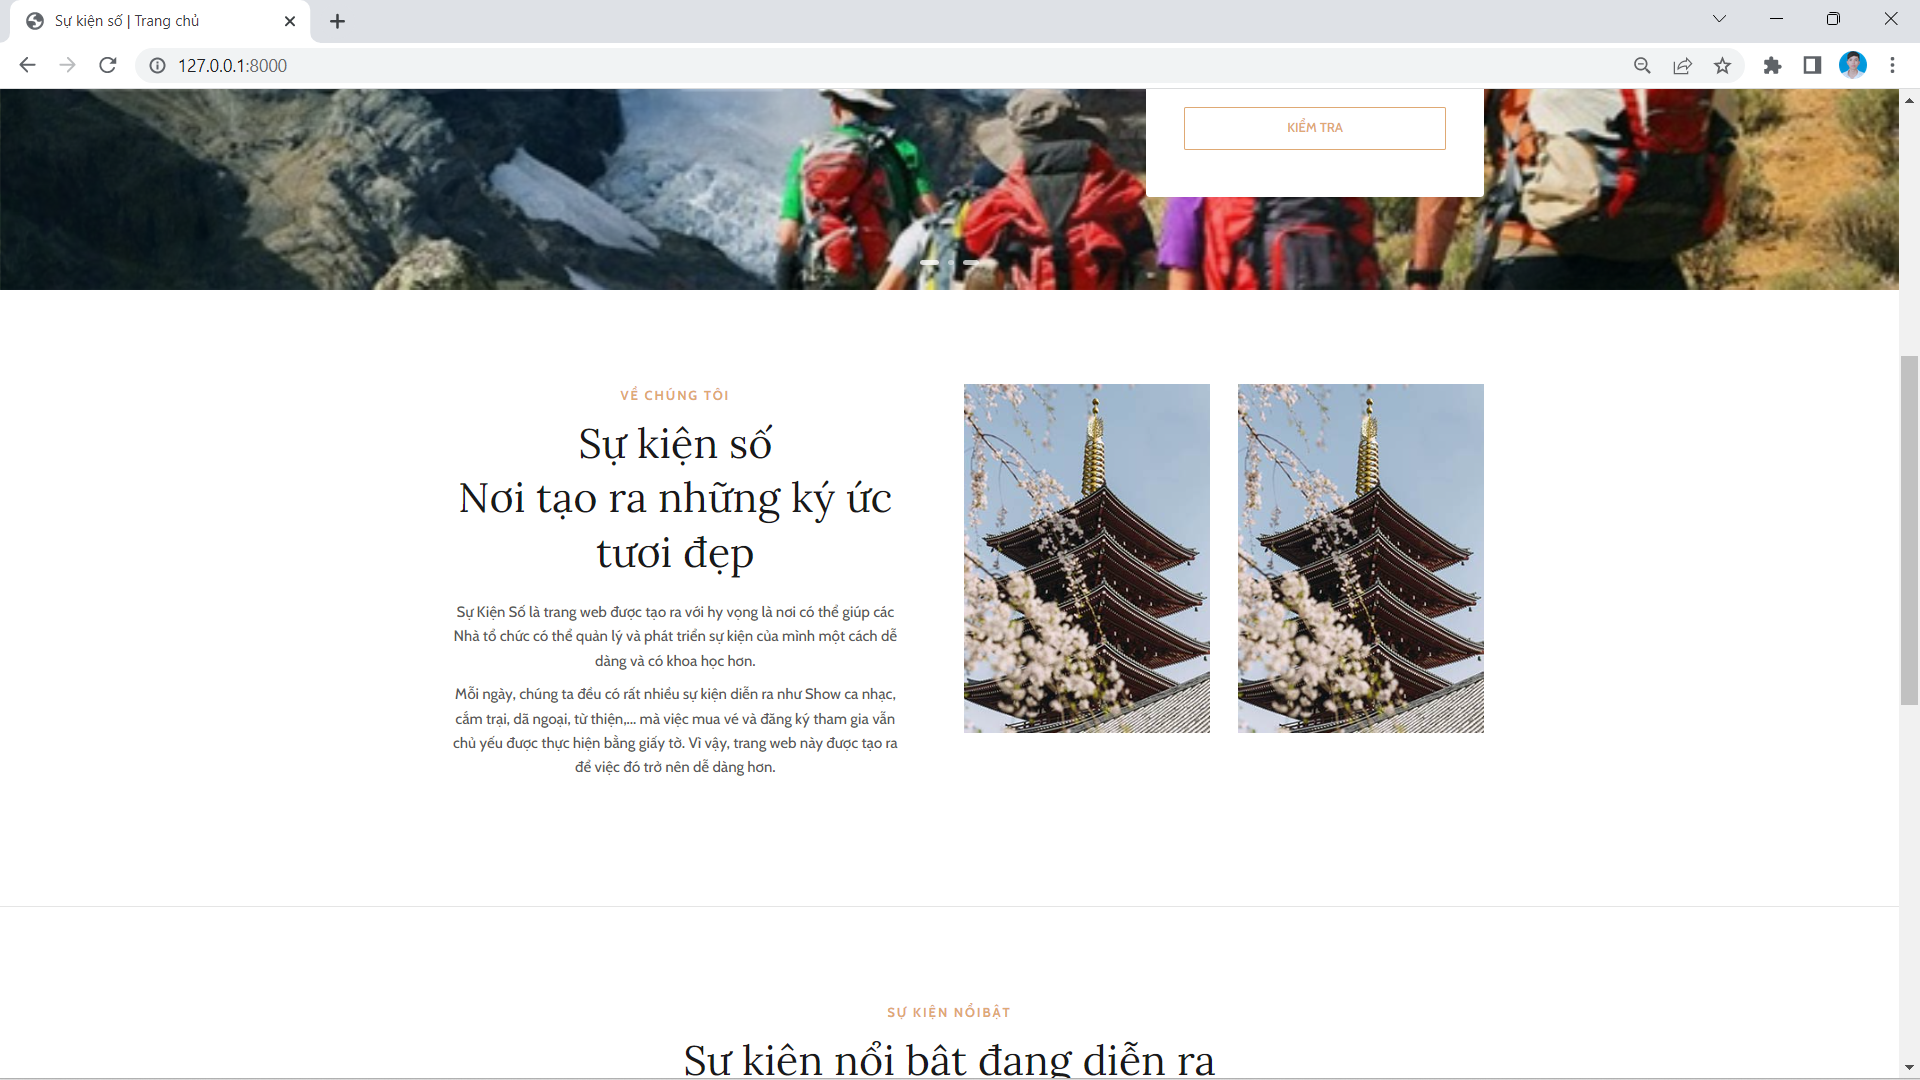 Sự kiện số | Trang chủ
127.0.0.1:8000
KIỂM TRA
VỀ CHÚNG TÔI
Sự kiện số
Nơi tạo ra những ký ức
tươi đẹp
Sự Kiện Số là trang web được tạo ra với hy vọng là nơi có thể giúp các
Nhà tổ chức có thể quản lý và phát triển sự kiện của mình một cách dễ
dàng và có khoa học hơn.
Mỗi ngày, chúng ta đều có rất nhiều sự kiện diễn ra như Show ca nhạc,
cắm trại, dã ngoại, từ thiện,... mà việc mua vé và đăng ký tham gia vẫn
chủ yếu được thực hiện bằng giấy tờ. Vì vậy, trang web này được tạo ra
để việc đó trở nên dễ dàng hơn.
SỰ KIỆN NỔIBẬT
Sự kiện nổi bật đang diễn ra